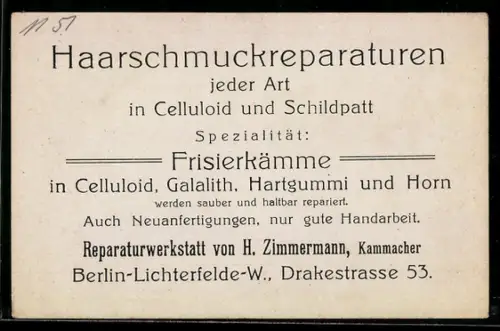 11 51
Haarschmuckreparaturen
jeder Art
in Celluloid und Schildpatt
Spezialität:
Frisierkämme
in Celluloid, Galalith, Hartgummi und Horn
werden sauber und haltbar repariert.
Auch Neuanfertigungen, nur gute Handarbeit.
Reparaturwerkstatt von H. Zimmermann, Kammacher
Berlin-Lichterfelde-W., Drakestrasse 53.